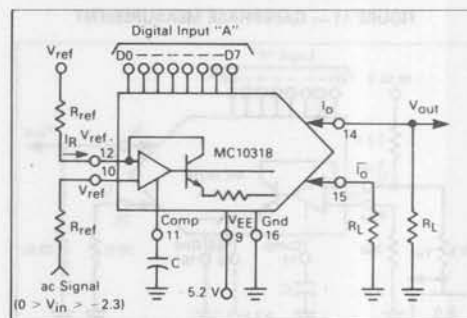 Digital Input "A"
Vref
D0 ---------- D7
Rref
IR
Vref
12
10
Vref
MC10318
Io
14
Vout
Io
15
Comp
11
VEE
9
Gnd
16
RL
RL
Rref
C
5.2 V
ac Signal
(0 > Vin > -2.3)